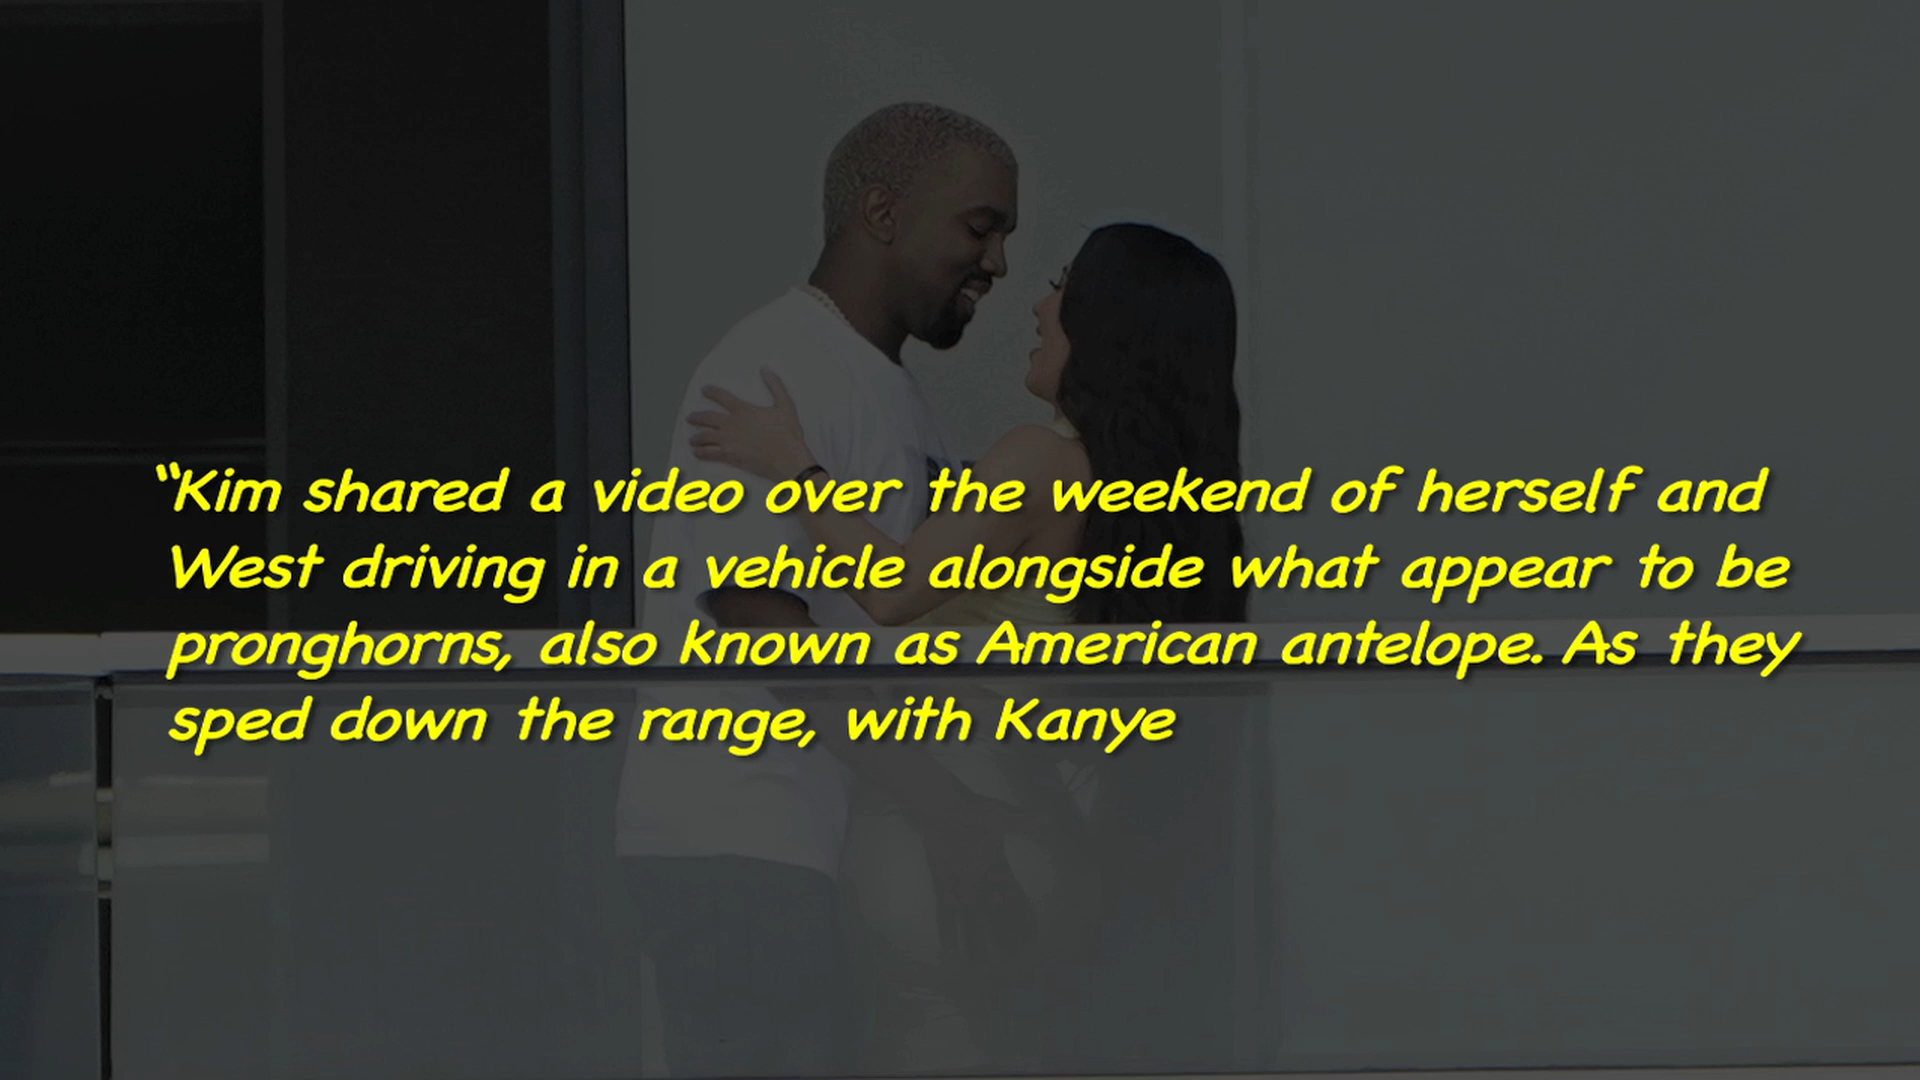 “Kim shared a video over the weekend of herself and
West driving in a vehicle alongside what appear to be
pronghorns, also known as American antelope. As they
sped down the range, with Kanye